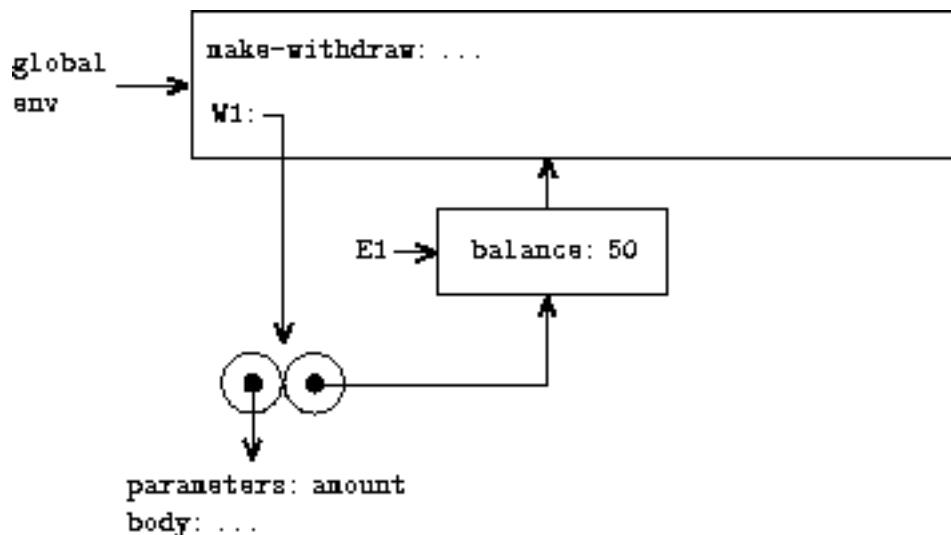 make-withdraw: ...
global
env
W1:
E1
balance: 50
parameters: amount
body: ...